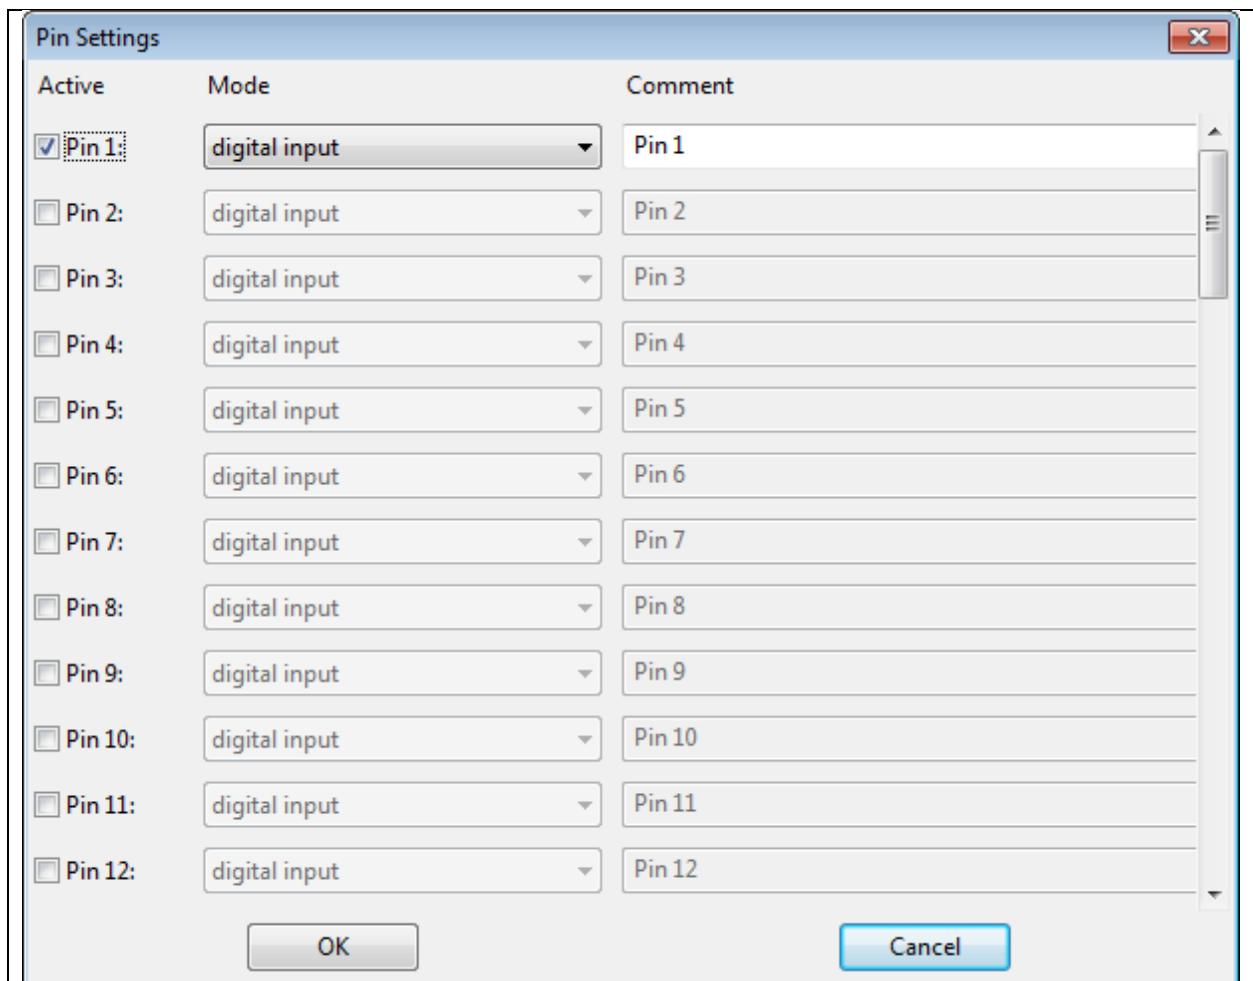 Pin Settings
Active Mode Comment
Pin 1: digital input Pin 1
Pin 2: digital input Pin 2
Pin 3: digital input Pin 3
Pin 4: digital input Pin 4
Pin 5: digital input Pin 5
Pin 6: digital input Pin 6
Pin 7: digital input Pin 7
Pin 8: digital input Pin 8
Pin 9: digital input Pin 9
Pin 10: digital input Pin 10
Pin 11: digital input Pin 11
Pin 12: digital input Pin 12
OK Cancel